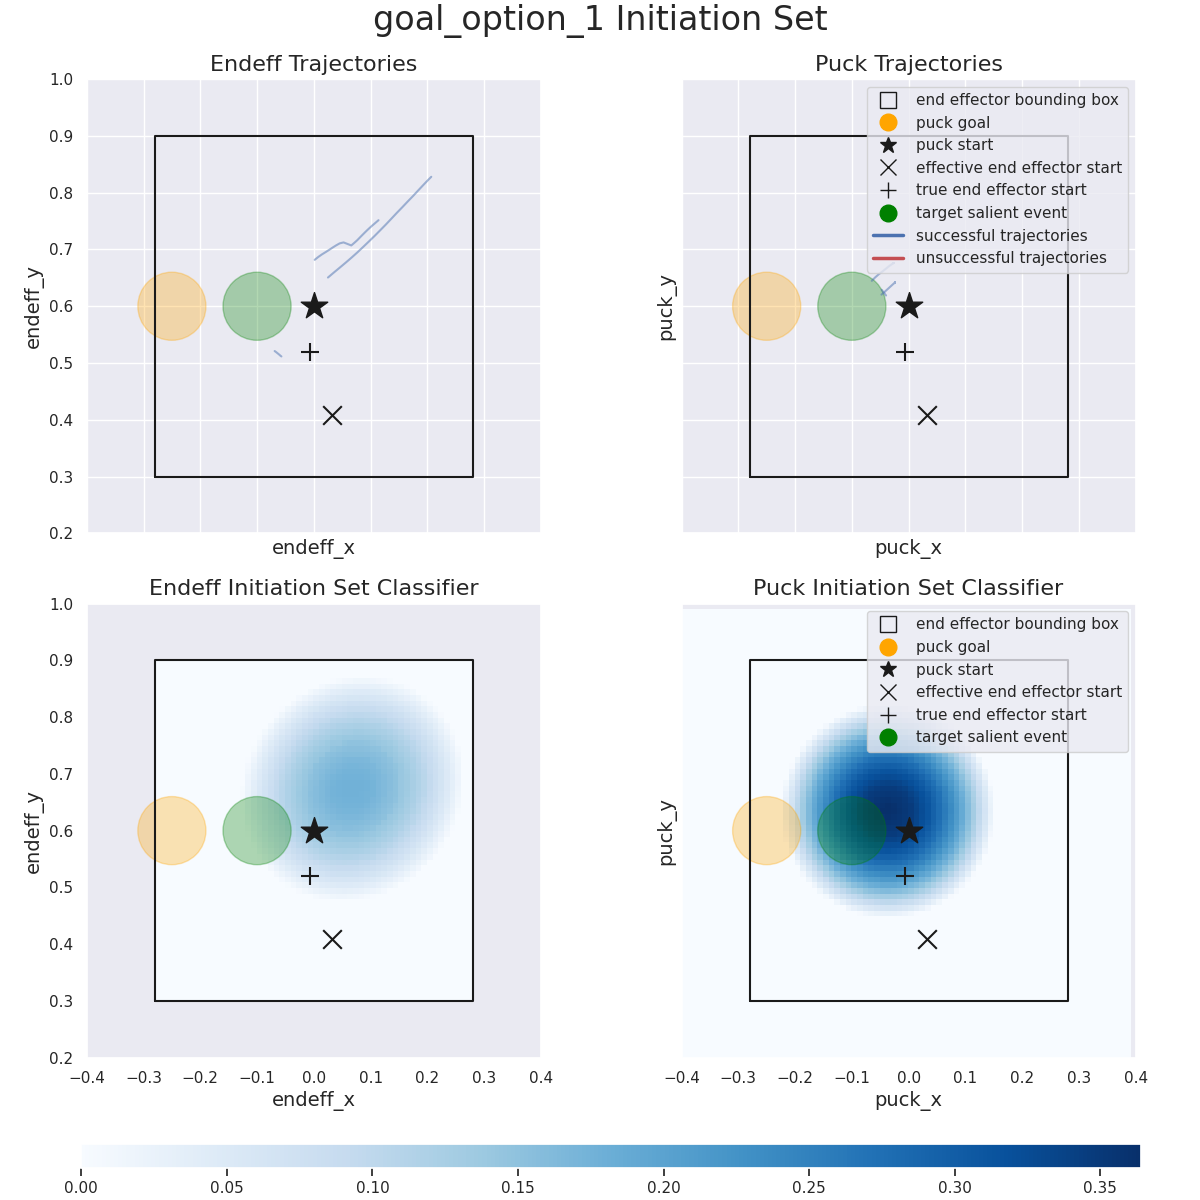 goal_option_1 Initiation Set
Endeff Trajectories
Puck Trajectories
1.0
0.9
0.8
0.7
0.6
0.5
0.4
0.3
0.2
endeff_y
endeff_x
puck_y
puck_x
end effector bounding box
puck goal
puck start
effective end effector start
true end effector start
target salient event
successful trajectories
unsuccessful trajectories
Endeff Initiation Set Classifier
Puck Initiation Set Classifier
1.0
0.9
0.8
0.7
0.6
0.5
0.4
0.3
0.2
endeff_y
−0.4 −0.3 −0.2 −0.1 0.0 0.1 0.2 0.3 0.4
endeff_x
puck_y
end effector bounding box
puck goal
puck start
effective end effector start
true end effector start
target salient event
−0.4 −0.3 −0.2 −0.1 0.0 0.1 0.2 0.3 0.4
puck_x
0.00 0.05 0.10 0.15 0.20 0.25 0.30 0.35